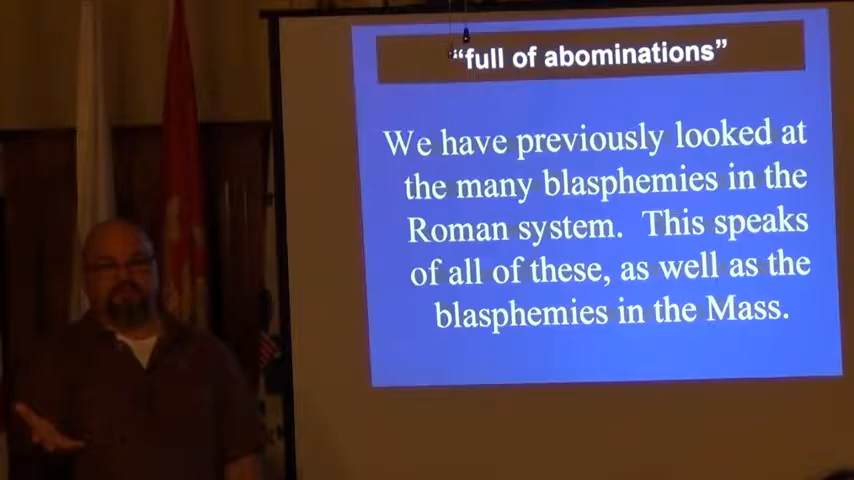 “full of abominations”
We have previously looked at
the many blasphemies in the
Roman system. This speaks
of all of these, as well as the
blasphemies in the Mass.